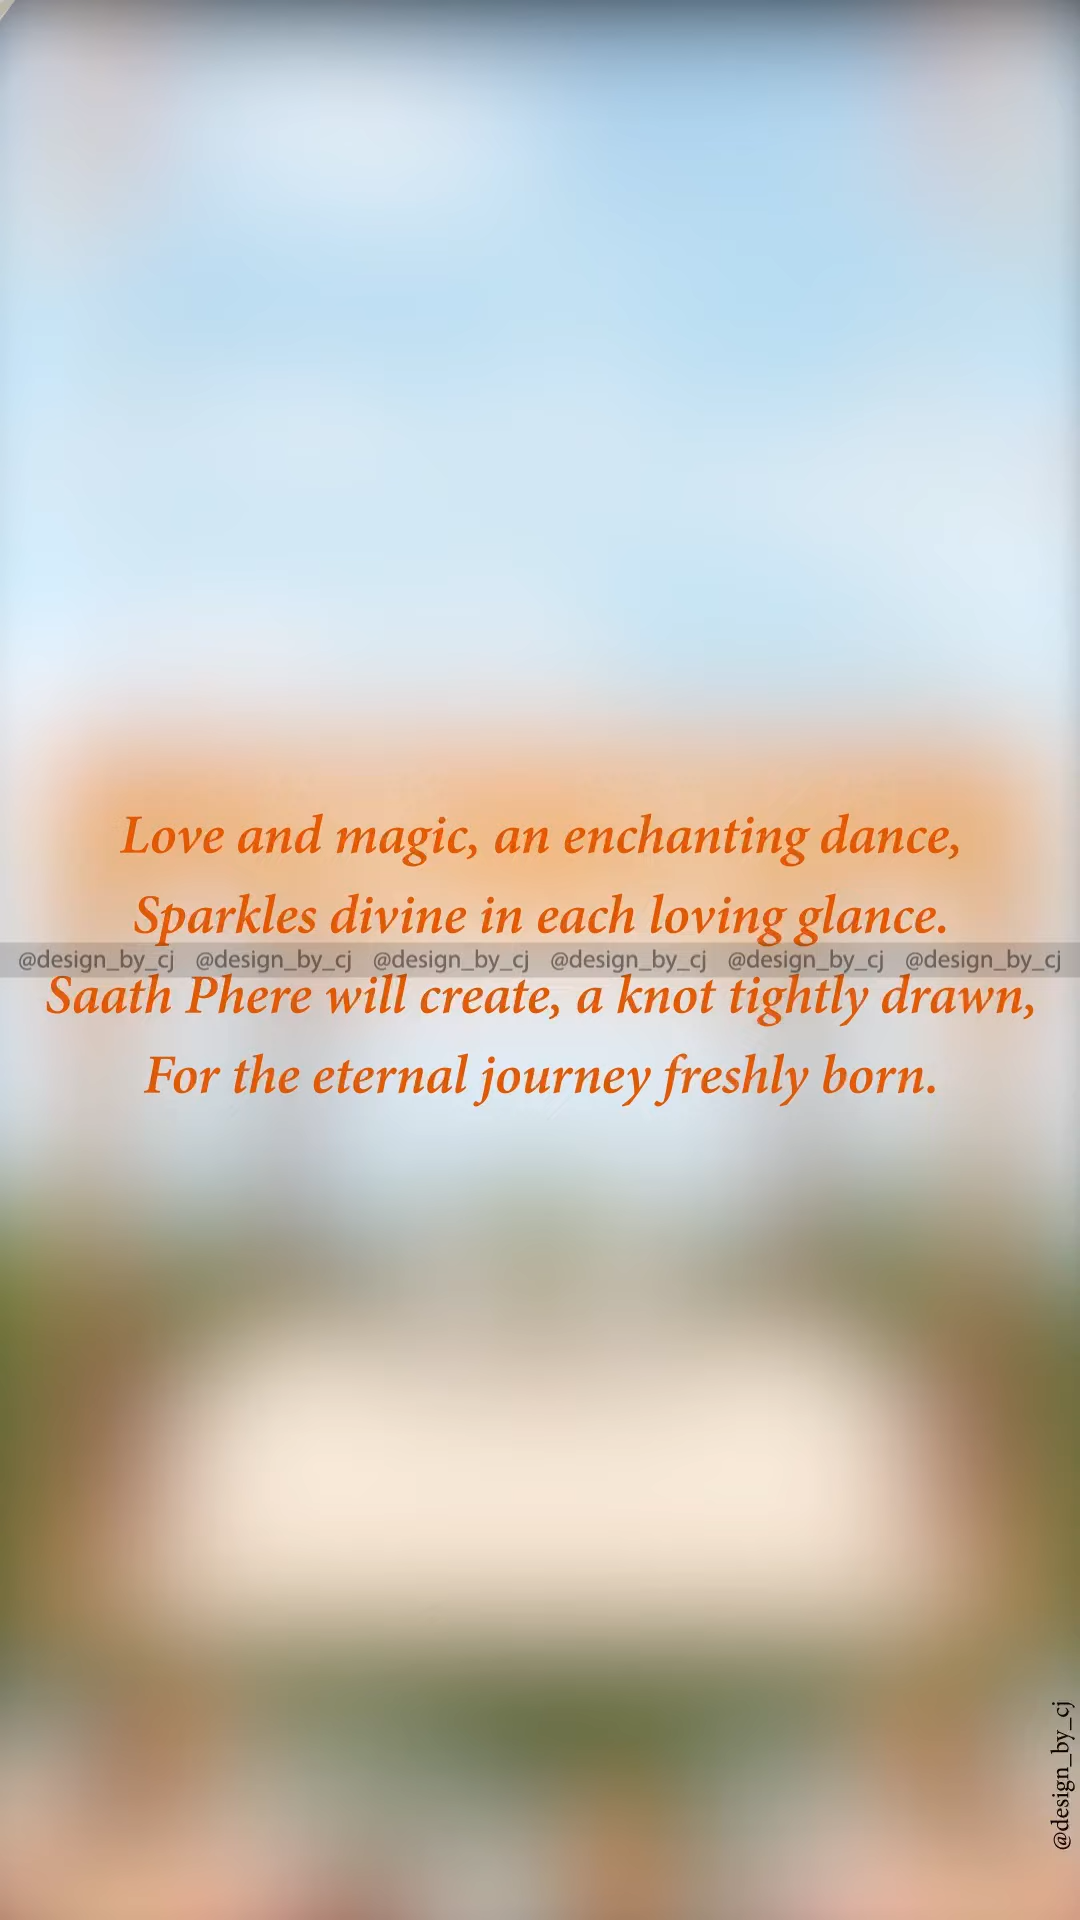 Love and magic, an enchanting dance,
Sparkles divine in each loving glance.
@design_by_cj @design_by_cj @design_by_cj @design_by_cj @design_by_cj @design_by_cj
Saath Phere will create, a knot tightly drawn,
For the eternal journey freshly born.
@design_by_cj